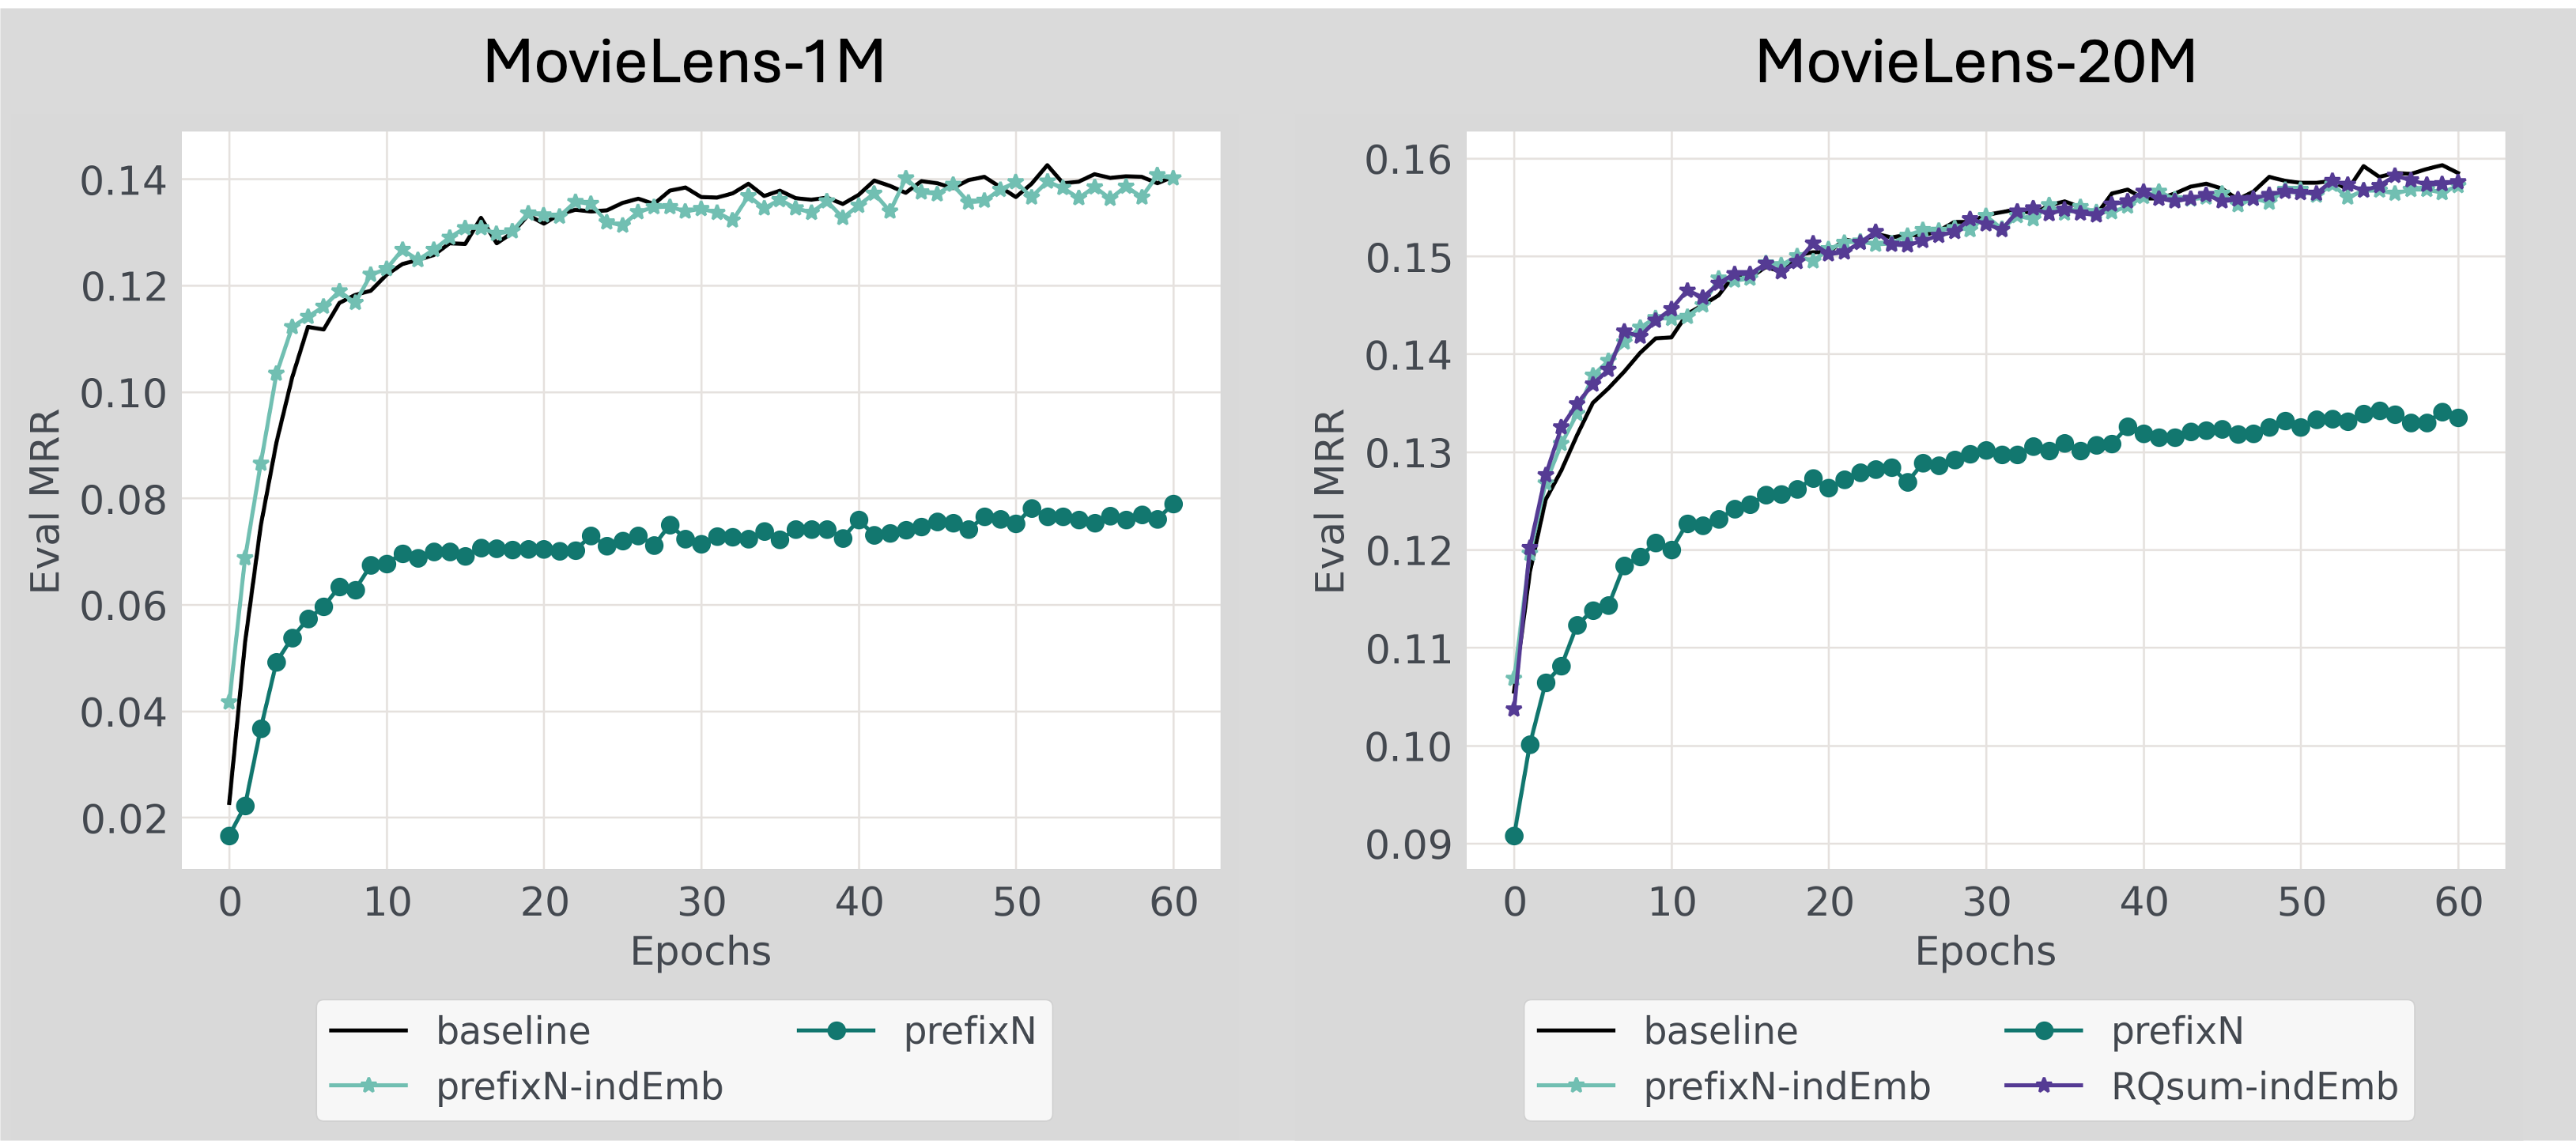 MovieLens-1M
Eval MRR
0.14
0.12
0.10
0.08
0.06
0.04
0.02
0 10 20 30 40 50 60
Epochs
baseline prefixN
prefixN-indEmb
MovieLens-20M
Eval MRR
0.16
0.15
0.14
0.13
0.12
0.11
0.10
0.09
0 10 20 30 40 50 60
Epochs
baseline prefixN
prefixN-indEmb RQsum-indEmb